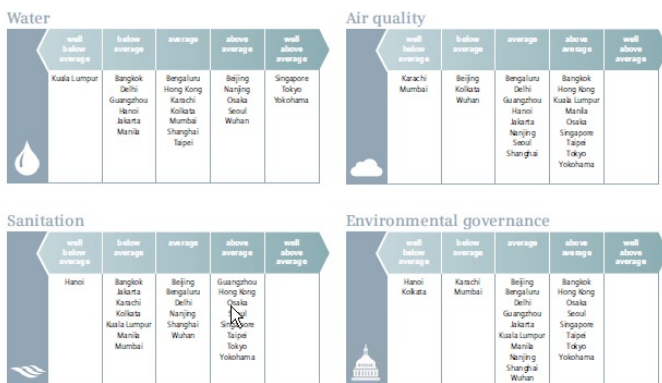 Water
well
below
average
below
average
average
above
average
well
above
average
Kuala Lumpur
Bangkok
Delhi
Guangzhou
Hanoi
Jakarta
Manila
Bengaluru
Hong Kong
Karachi
Kolkata
Mumbai
Shanghai
Taipei
Beijing
Nanjing
Osaka
Seoul
Wuhan
Singapore
Tokyo
Yokohama
Air quality
well
below
average
below
average
average
above
average
well
above
average
Karachi
Mumbai
Beijing
Kolkata
Wuhan
Bengaluru
Delhi
Guangzhou
Hanoi
Jakarta
Nanjing
Seoul
Shanghai
Bangkok
Hong Kong
Kuala Lumpur
Manila
Osaka
Singapore
Taipei
Tokyo
Yokohama
Sanitation
well
below
average
below
average
average
above
average
well
above
average
Hanoi
Bangkok
Jakarta
Karachi
Kolkata
Kuala Lumpur
Manila
Mumbai
Beijing
Bengaluru
Delhi
Nanjing
Shanghai
Wuhan
Guangzhou
Hong Kong
Osaka
Seoul
Singapore
Taipei
Tokyo
Yokohama
Environmental governance
well
below
average
below
average
average
above
average
well
above
average
Hanoi
Kolkata
Karachi
Mumbai
Beijing
Bengaluru
Delhi
Guangzhou
Jakarta
Kuala Lumpur
Manila
Nanjing
Shanghai
Wuhan
Bangkok
Hong Kong
Osaka
Seoul
Singapore
Taipei
Tokyo
Yokohama